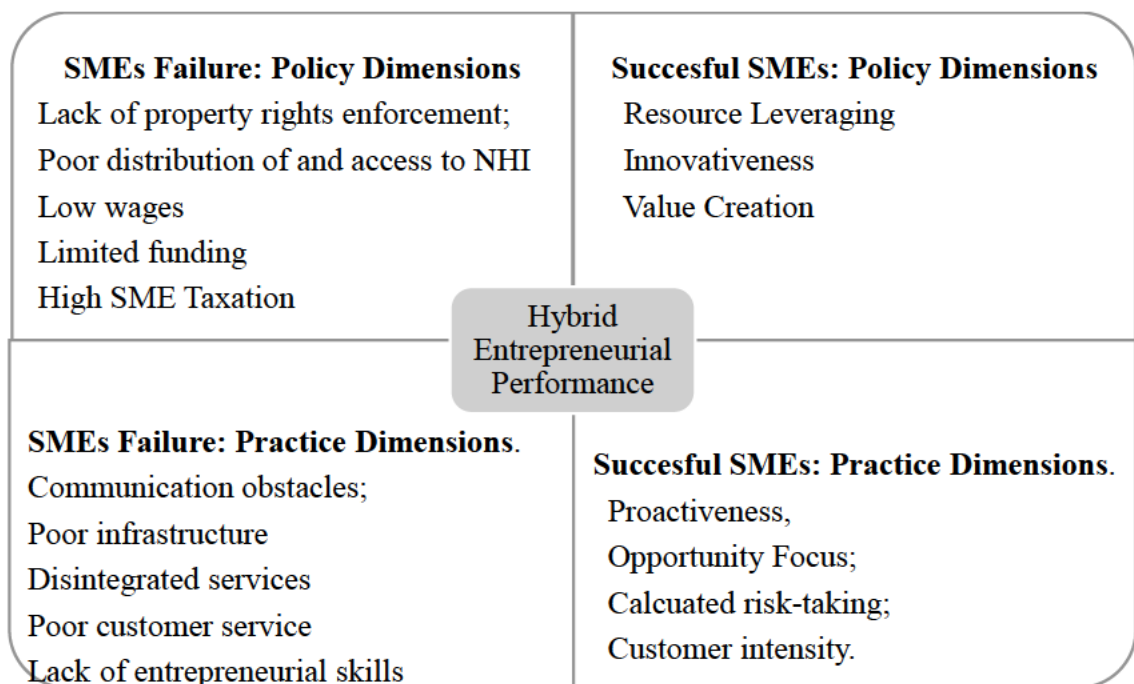 SMEs Failure: Policy Dimensions
Lack of property rights enforcement;
Poor distribution of and access to NHI
Low wages
Limited funding
High SME Taxation
Succesful SMEs: Policy Dimensions
Resource Leveraging
Innovativeness
Value Creation
Hybrid
Entrepreneurial
Performance
SMEs Failure: Practice Dimensions.
Communication obstacles;
Poor infrastructure
Disintegrated services
Poor customer service
Lack of entrepreneurial skills
Succesful SMEs: Practice Dimensions.
Proactiveness,
Opportunity Focus;
Calcuated risk-taking;
Customer intensity.